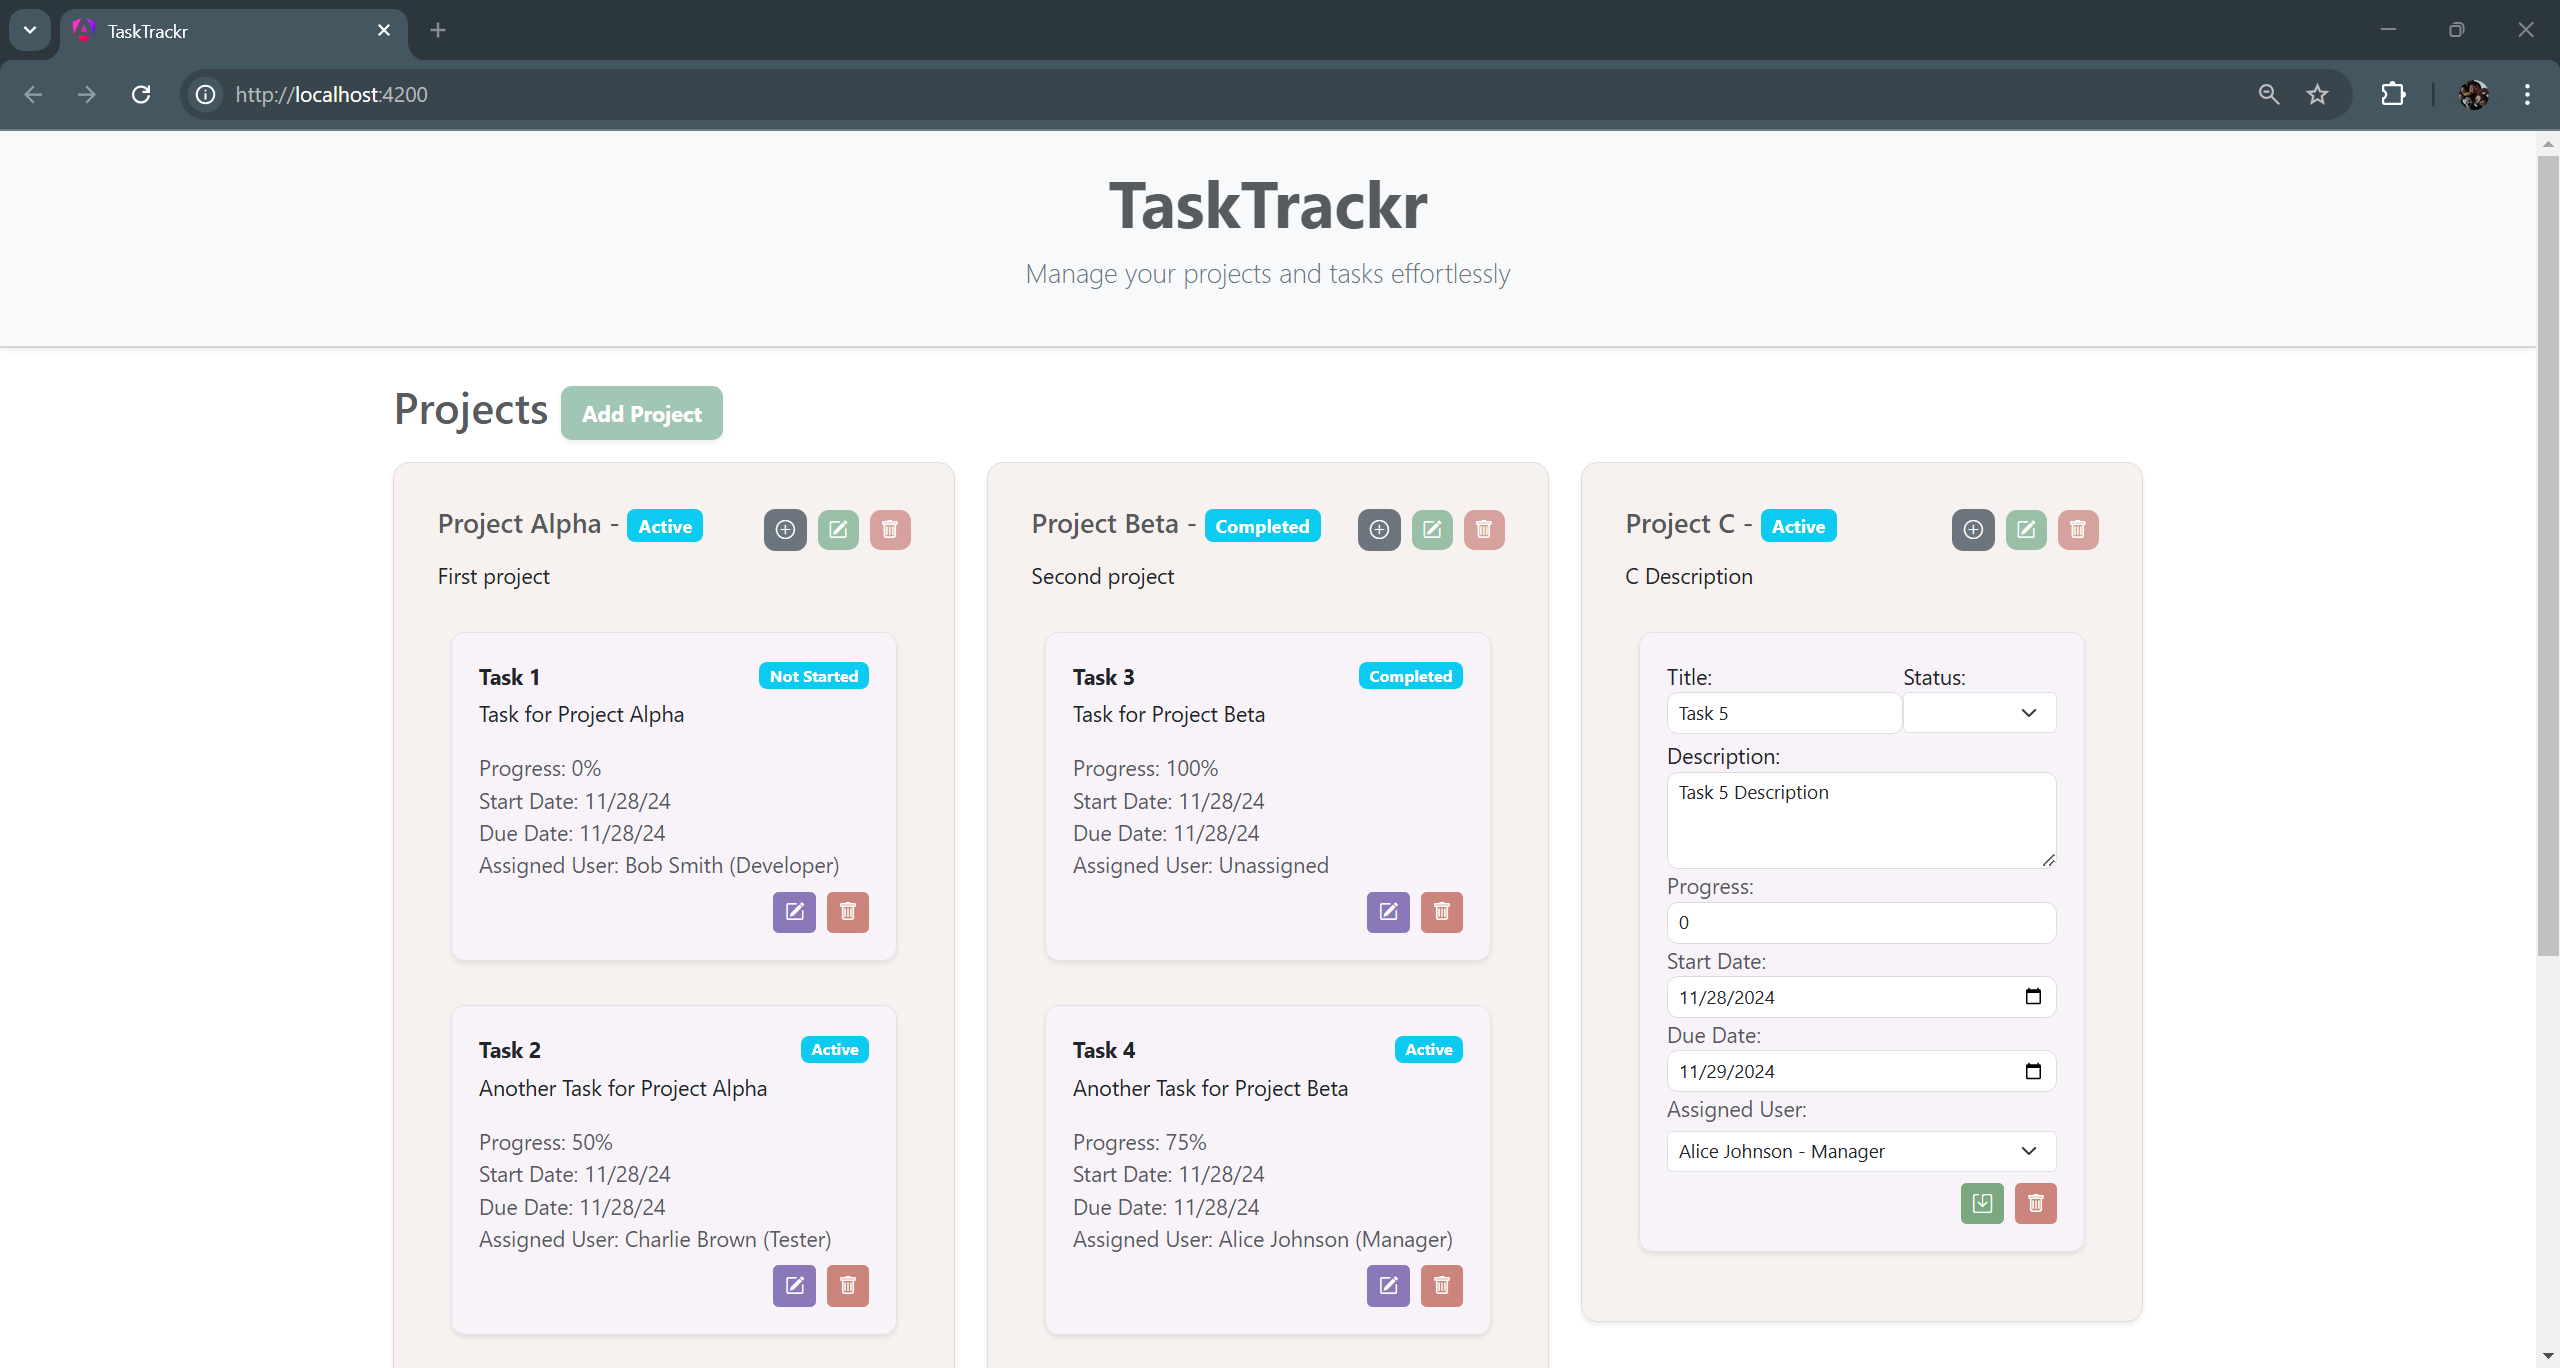 TaskTrackr
http://localhost:4200
TaskTrackr
Manage your projects and tasks effortlessly
Projects Add Project
Project Alpha - Active
First project
Task 1 Not Started
Task for Project Alpha
Progress: 0%
Start Date: 11/28/24
Due Date: 11/28/24
Assigned User: Bob Smith (Developer)
Task 2 Active
Another Task for Project Alpha
Progress: 50%
Start Date: 11/28/24
Due Date: 11/28/24
Assigned User: Charlie Brown (Tester)
Project Beta - Completed
Second project
Task 3 Completed
Task for Project Beta
Progress: 100%
Start Date: 11/28/24
Due Date: 11/28/24
Assigned User: Unassigned
Task 4 Active
Another Task for Project Beta
Progress: 75%
Start Date: 11/28/24
Due Date: 11/28/24
Assigned User: Alice Johnson (Manager)
Project C - Active
C Description
Title: Status:
Task 5
Description:
Task 5 Description
Progress:
0
Start Date:
11/28/2024
Due Date:
11/29/2024
Assigned User:
Alice Johnson - Manager